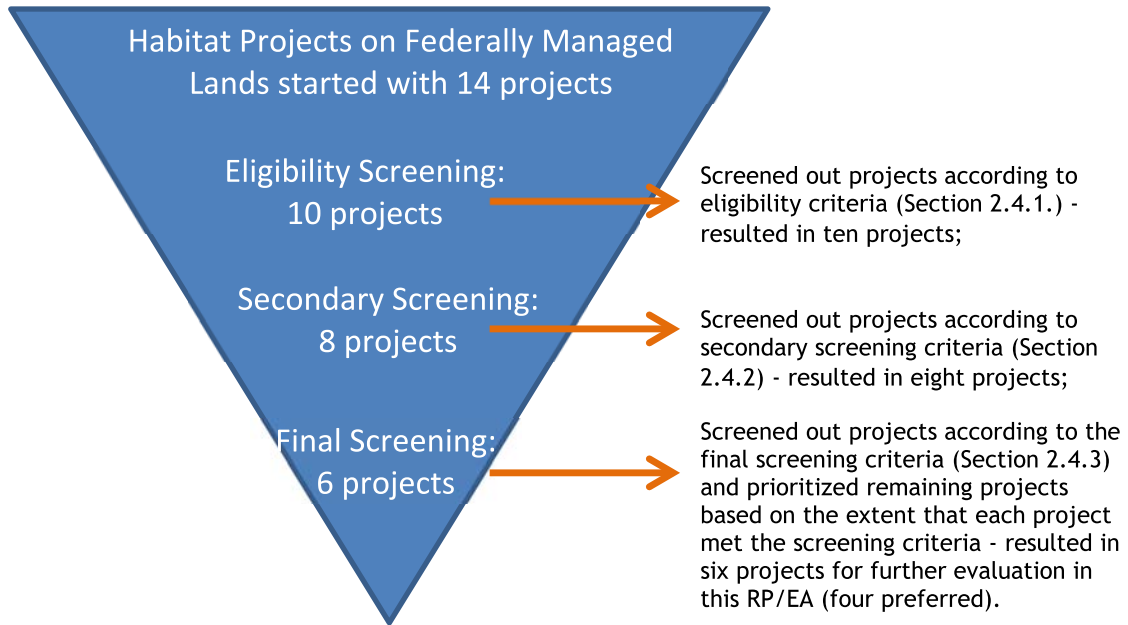 Habitat Projects on Federally Managed
Lands started with 14 projects
Eligibility Screening:
10 projects
Screened out projects according to
eligibility criteria (Section 2.4.1.) -
resulted in ten projects;
Secondary Screening:
8 projects
Screened out projects according to
secondary screening criteria (Section
2.4.2) - resulted in eight projects;
Final Screening:
6 projects
Screened out projects according to the
final screening criteria (Section 2.4.3)
and prioritized remaining projects
based on the extent that each project
met the screening criteria - resulted in
six projects for further evaluation in
this RP/EA (four preferred).